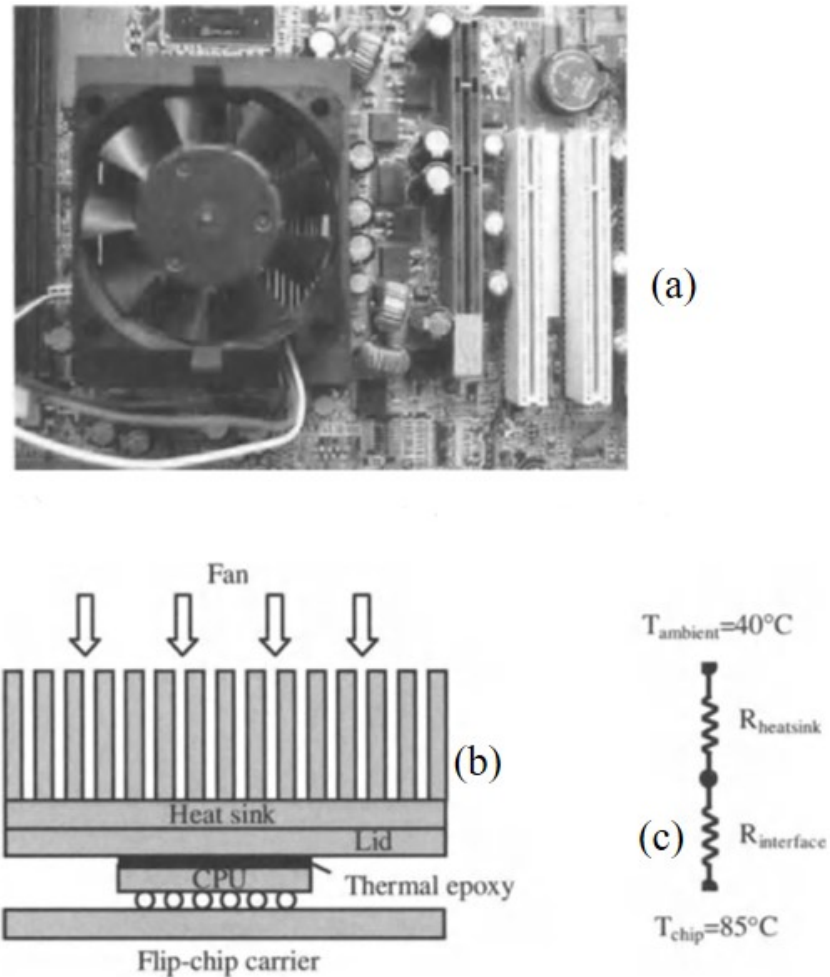 (a)
Fan
Heat sink
Lid
CPU
Thermal epoxy
Flip-chip carrier
(b)
T_ambient=40°C
R_heatsink
(c)
R_interface
T_chip=85°C